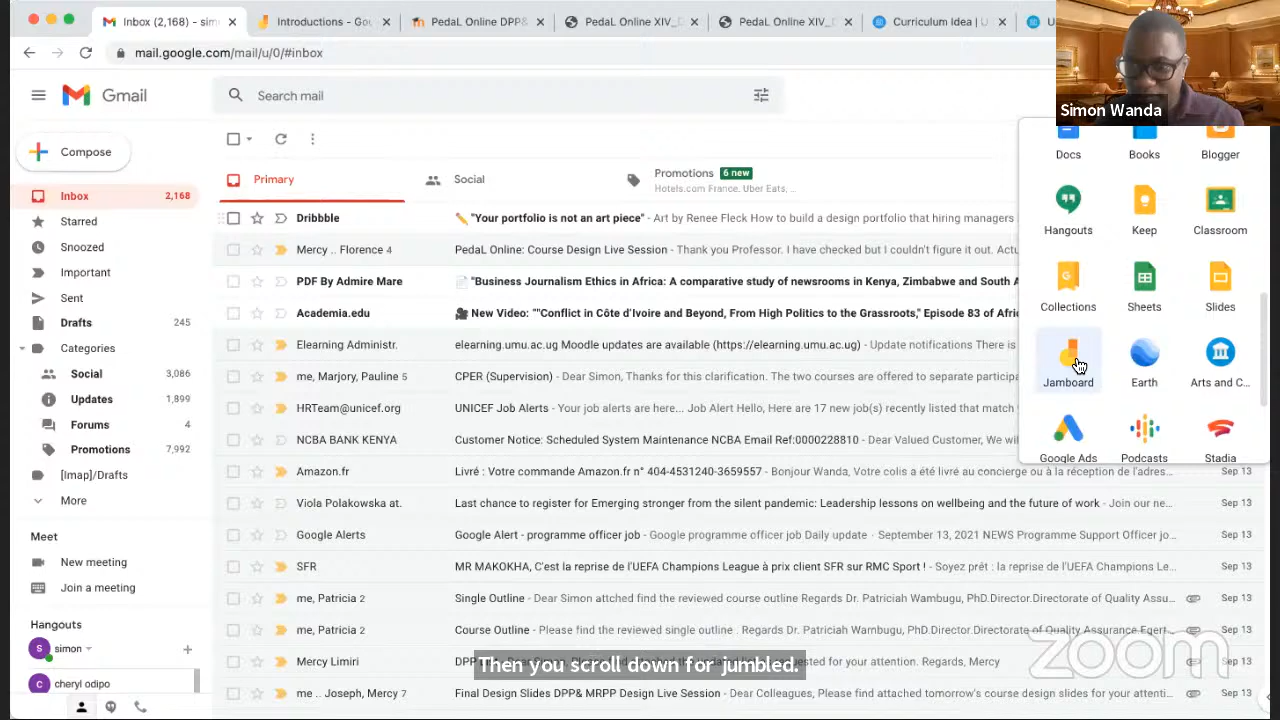 Inbox (2,168) - sim
Introductions - Goo
PedaL Online DPP&
PedaL Online XIV_D
PedaL Online XIV_D
Curriculum Idea | U
mail.google.com/mail/u/0/#inbox
Simon Wanda
Gmail
Search mail
Compose
Inbox 2,168
Starred
Snoozed
Important
Sent
Drafts 245
Categories
Social 3,086
Updates 1,899
Forums 4
Promotions 7,992
[Imap]/Drafts
More
Meet
New meeting
Join a meeting
Hangouts
S simon
C cheryl odipo
Primary
Social
Promotions 6 new
Hotels.com France, Uber Eats, ...
Dribbble "Your portfolio is not an art piece" - Art by Renee Fleck How to build a design portfolio that hiring managers
Mercy .. Florence 4 PedaL Online: Course Design Live Session - Thank you Professor. I have checked but I couldn't figure it out. Actu
PDF By Admire Mare "Business Journalism Ethics in Africa: A comparative study of newsrooms in Kenya, Zimbabwe and South A
Academia.edu New Video: ""Conflict in Côte d'Ivoire and Beyond, From High Politics to the Grassroots," Episode 83 of Afric
Elearning Administr. elearning.umu.ac.ug Moodle updates are available (https://elearning.umu.ac.ug) - Update notifications There is
me, Marjory, Pauline 5 CPER (Supervision) - Dear Simon, Thanks for this clarification. The two courses are offered to separate participa
HRTeam@unicef.org UNICEF Job Alerts - Your job alerts are here... Job Alert Hello, Here are 17 new job(s) recently listed that match
NCBA BANK KENYA Customer Notice: Scheduled System Maintenance NCBA Email Ref:0000228810 - Dear Valued Customer, We wi
Amazon.fr Livré : Votre commande Amazon.fr n° 404-4531240-3659557 - Bonjour Wanda, Votre colis a été livré au concierge ou à la réception de l'adres... Sep 13
Viola Polakowska at. Last chance to register for Emerging stronger from the silent pandemic: Leadership lessons on wellbeing and the future of work - Join our ne... Sep 13
Google Alerts Google Alert - programme officer job - Google programme officer job Daily update · September 13, 2021 NEWS Programme Support Officer jo... Sep 13
SFR MR MAKOKHA, C'est la reprise de l'UEFA Champions League à prix client SFR sur RMC Sport ! - Soyez prêt : la reprise de l'UEFA Champions Le... Sep 13
me, Patricia 2 Single Outline - Dear Simon attched find the reviewed course outline Regards Dr. Patriciah Wambugu, PhD.Director.Directorate of Quality Assu... Sep 13
me, Patricia 2 Course Outline - Please find the reviewed single outline . Regards Dr. Patriciah Wambugu, PhD.Director.Directorate of Quality Assurance Egert... Sep 13
Mercy Limiri DPP for your attention. Regards, Mercy
me .. Joseph, Mercy 7 Final Design Slides DPP& MRPP Design Live Session - Dear Colleagues, Please find attached tomorrow's course design slides for your attenti... Sep 13
Docs Books Blogger
Hangouts Keep Classroom
Collections Sheets Slides
Jamboard Earth Arts and C...
Google Ads Podcasts Stadia
Then you scroll down for jumbled.
zoom